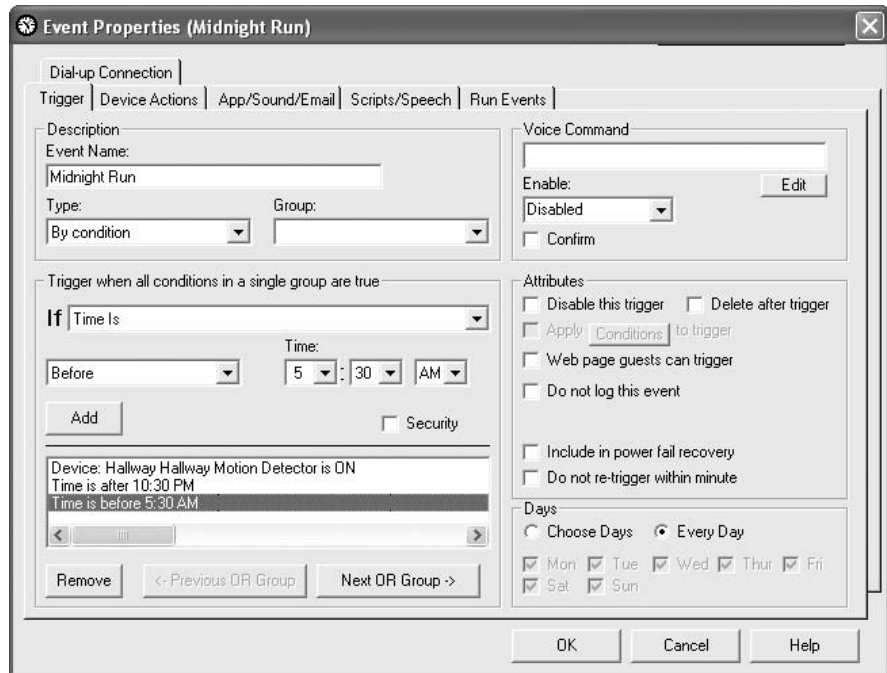 Event Properties (Midnight Run)
Dial-up Connection
Trigger Device Actions App/Sound/Email Scripts/Speech Run Events
Description
Event Name:
Midnight Run
Type: Group:
By condition
Voice Command
Enable: Edit
Disabled
Confirm
Trigger when all conditions in a single group are true
If Time Is
Time:
Before 5 : 30 AM
Add Security
Device: Hallway Hallway Motion Detector is ON
Time is after 10:30 PM
Time is before 5:30 AM
Remove <- Previous OR Group Next OR Group ->
Attributes
Disable this trigger Delete after trigger
Apply Conditions to trigger
Web page guests can trigger
Do not log this event
Include in power fail recovery
Do not re-trigger within minute
Days
Choose Days Every Day
Mon Tue Wed Thur Fri
Sat Sun
OK Cancel Help